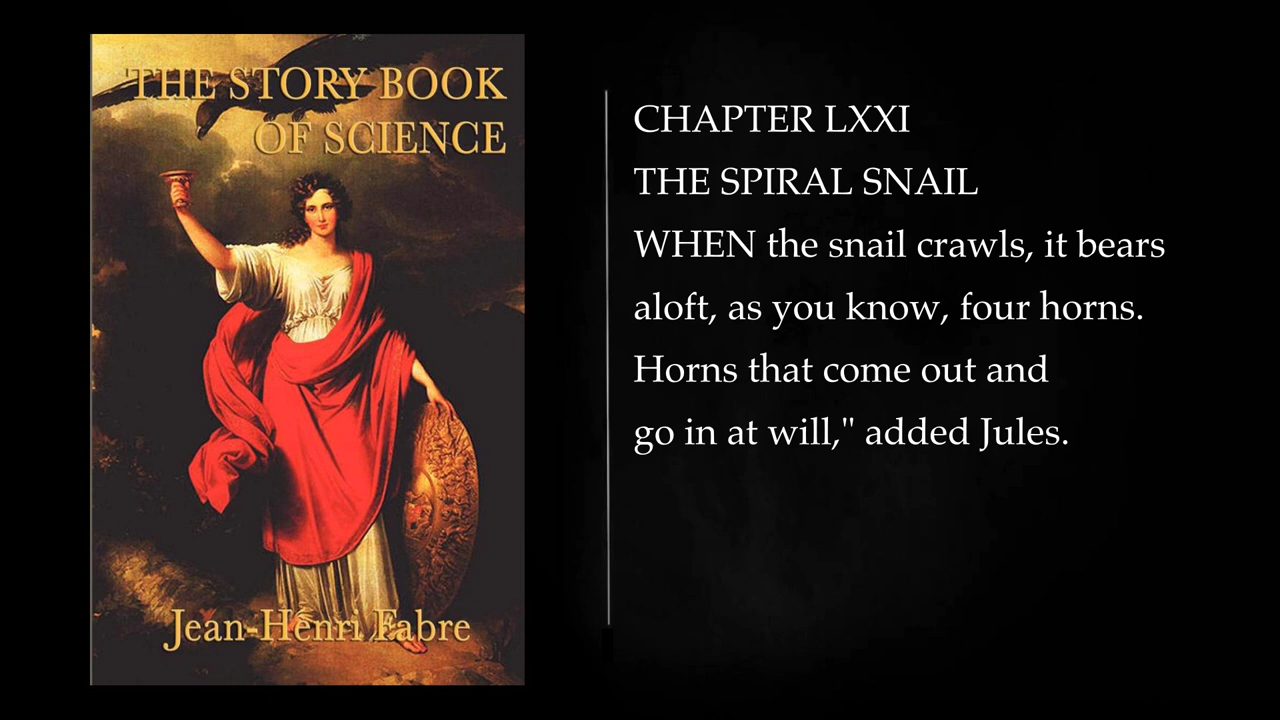 THE STORY BOOK
OF SCIENCE
Jean-Henri Fabre
CHAPTER LXXI
THE SPIRAL SNAIL
WHEN the snail crawls, it bears
aloft, as you know, four horns.
Horns that come out and
go in at will," added Jules.